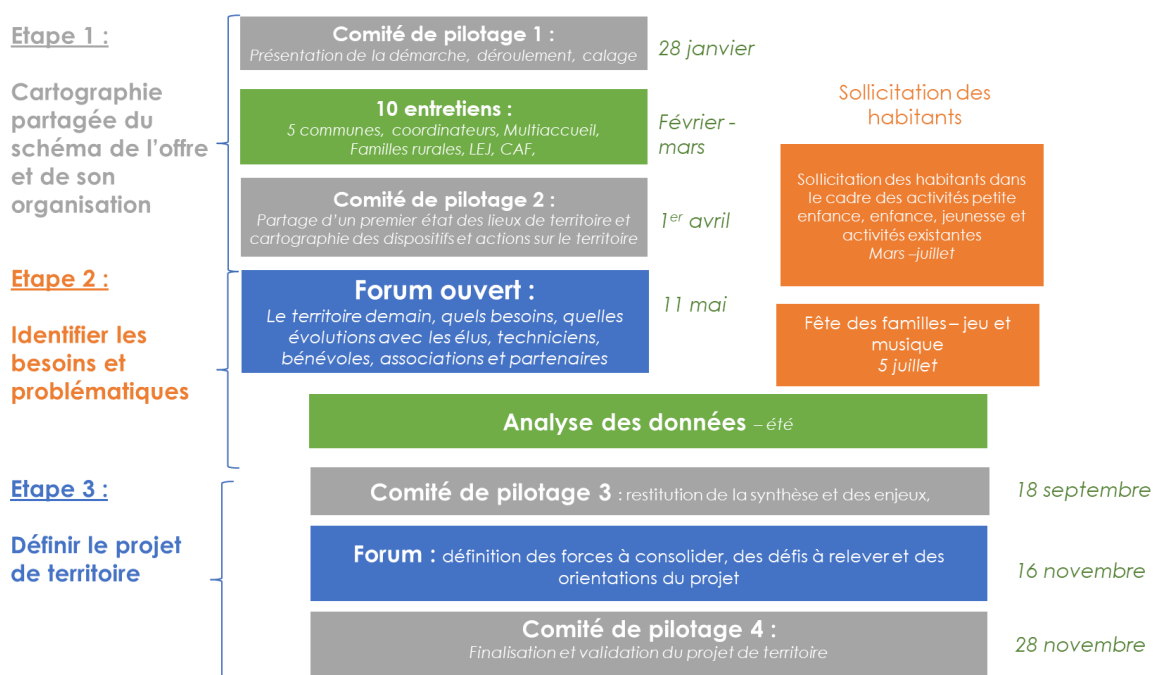 Etape 1 :
Cartographie
partagée du
schéma de l'offre
et de son
organisation
Comité de pilotage 1 :
Présentation de la démarche, déroulement, calage
28 janvier
10 entretiens :
5 communes, coordinateurs, Multiaccueil,
Familles rurales, LEJ, CAF,
Février -
mars
Comité de pilotage 2 :
Partage d'un premier état des lieux de territoire et
cartographie des dispositifs et actions sur le territoire
1er avril
Sollicitation des
habitants
Sollicitation des habitants dans
le cadre des activités petite
enfance, enfance, jeunesse et
activités existantes
Mars –juillet
Etape 2 :
Identifier les
besoins et
problématiques
Forum ouvert :
Le territoire demain, quels besoins, quelles
évolutions avec les élus, techniciens,
bénévoles, associations et partenaires
11 mai
Fête des familles – jeu et
musique
5 juillet
Analyse des données – été
Etape 3 :
Définir le projet
de territoire
Comité de pilotage 3 : restitution de la synthèse et des enjeux,
18 septembre
Forum : définition des forces à consolider, des défis à relever et des
orientations du projet
16 novembre
Comité de pilotage 4 :
Finalisation et validation du projet de territoire
28 novembre